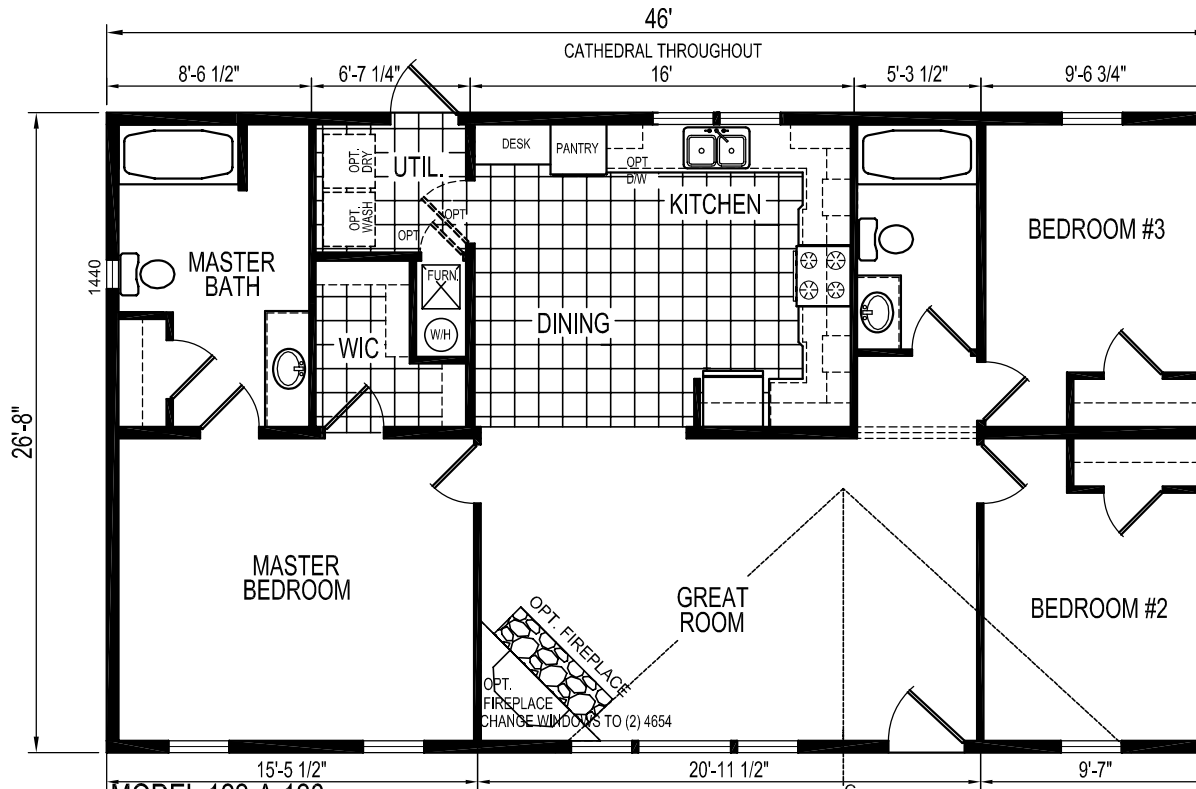 46'
CATHEDRAL THROUGHOUT
8'-6 1/2"
6'-7 1/4"
16'
5'-3 1/2"
9'-6 3/4"
26'-8"
1440
MASTER
BATH
OPT.
DRY
OPT.
WASH
UTIL.
OPT
OPT
FURN.
W/H
WIC
DESK
PANTRY
OPT
D/W
KITCHEN
DINING
BEDROOM #3
MASTER
BEDROOM
GREAT
ROOM
BEDROOM #2
OPT. FIREPLACE
OPT.
FIREPLACE
CHANGE WINDOWS TO (2) 4654
15'-5 1/2"
20'-11 1/2"
9'-7"